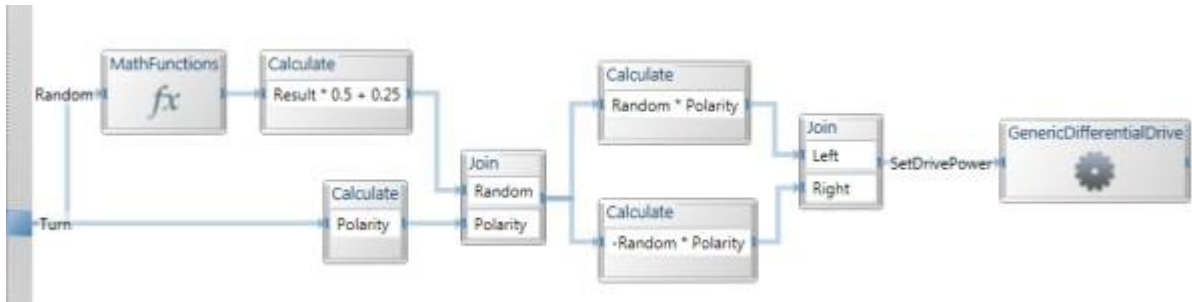 Random
MathFunctions
fx
Calculate
Result * 0.5 + 0.25
Turn
Calculate
Polarity
Join
Random
Polarity
Calculate
Random * Polarity
Calculate
-Random * Polarity
Join
Left
Right
SetDrivePower
GenericDifferentialDrive